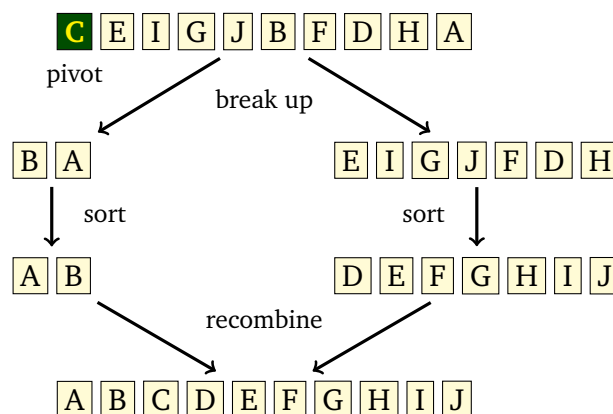 C E I G J B F D H A
pivot
break up
B A
E I G J F D H
sort
sort
A B
D E F G H I J
recombine
A B C D E F G H I J